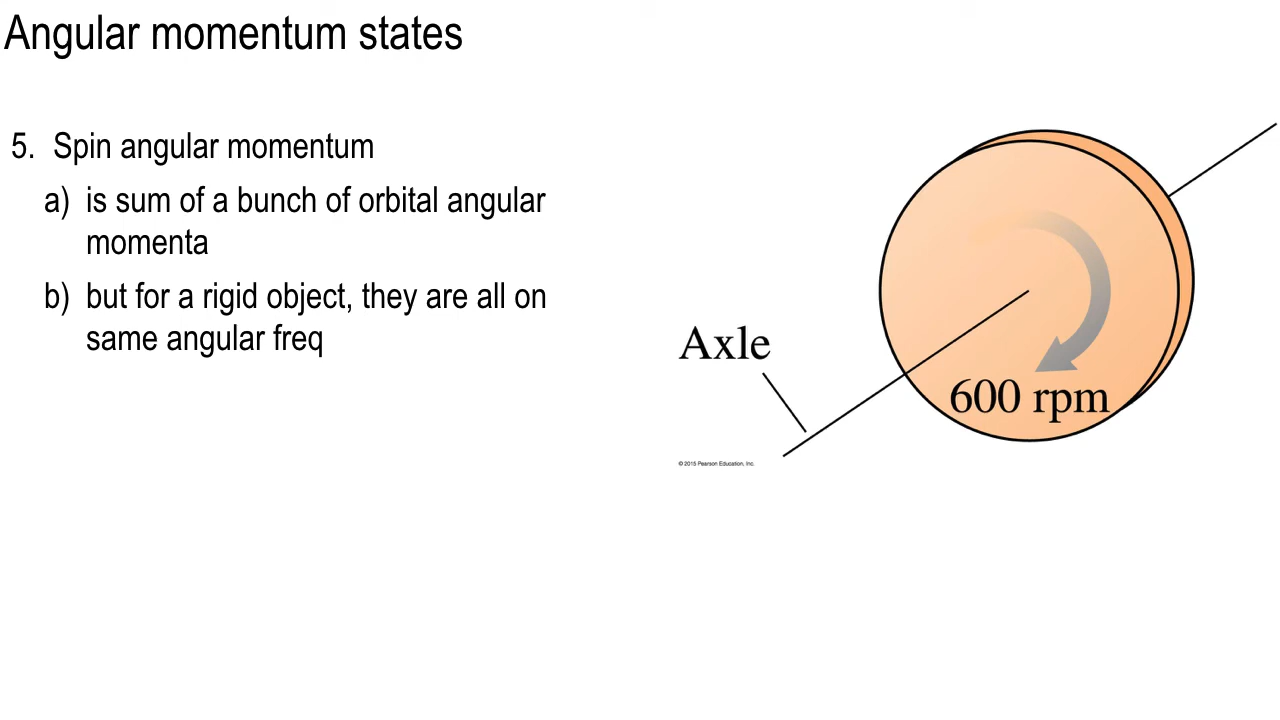 Angular momentum states
5. Spin angular momentum
a) is sum of a bunch of orbital angular
momenta
b) but for a rigid object, they are all on
same angular freq
Axle
600 rpm
© 2015 Pearson Education, Inc.